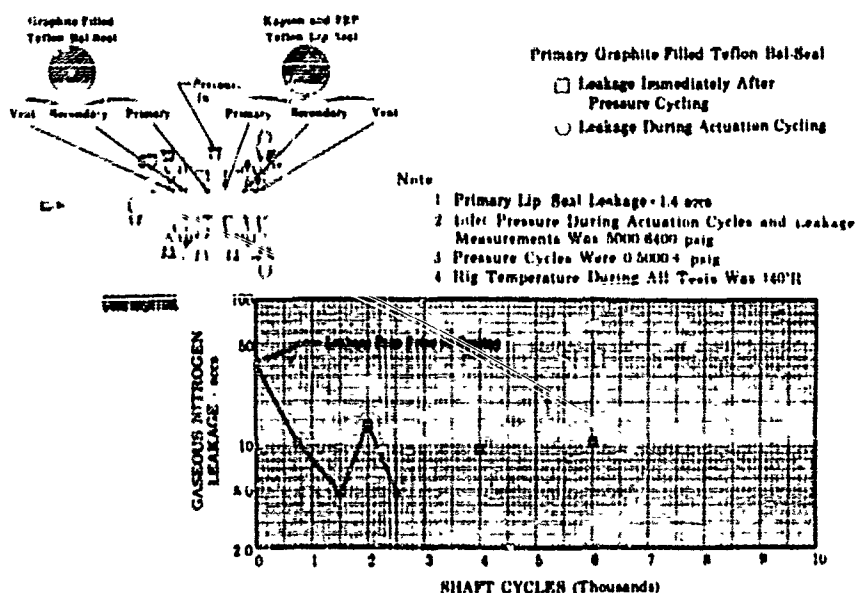 Graphite Filled
Teflon Bal-Seal
Kapton and FEP
Teflon Lip Seal
Pressure
In
Vent
Secondary
Primary
Primary
Secondary
Vent
Primary Graphite Filled Teflon Bal-Seal
Leakage Immediately After
Pressure Cycling
Leakage During Actuation Cycling
Note
1 Primary Lip Seal Leakage - 1.4 sccs
2 Inlet Pressure During Actuation Cycles and Leakage
Measurements Was 5000-6400 psig
3 Pressure Cycles Were 0-5000+ psig
4 Rig Temperature During All Tests Was 140°R
GASEOUS NITROGEN
LEAKAGE - sccs
100
50
10
5.0
2.0
0 1 2 3 4 5 6 7 8 9 10
SHAFT CYCLES (Thousands)